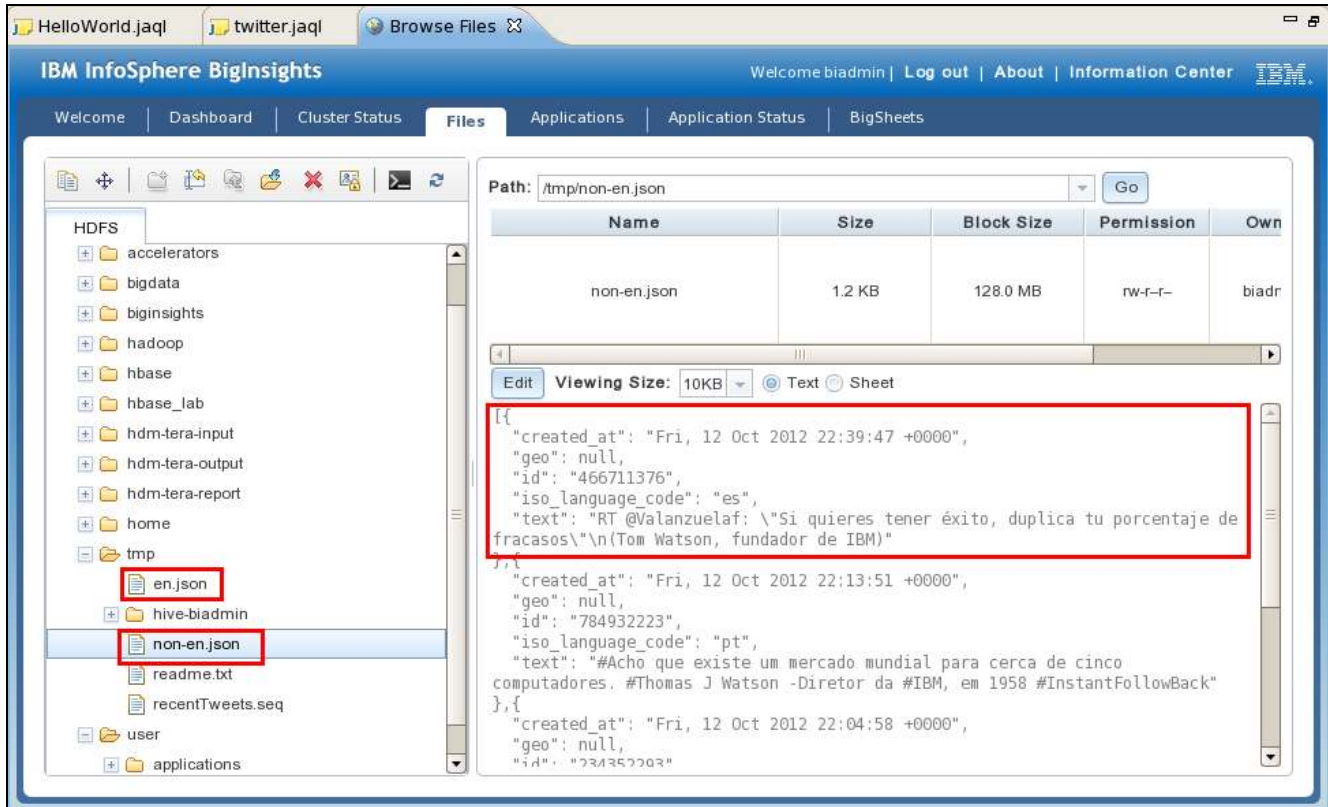 HelloWorld.jaql twitter.jaql Browse Files
IBM InfoSphere BigInsights Welcome biadmin | Log out | About | Information Center IBM.
Welcome | Dashboard | Cluster Status Files Applications | Application Status | BigSheets
Path: /tmp/non-en.json Go
HDFS
Name Size Block Size Permission Own
accelerators
bigdata
non-en.json 1.2 KB 128.0 MB rw-r--r-- biadr
biginsights
hadoop
hbase
Edit Viewing Size: 10KB Text Sheet
hbase_lab
hdm-tera-input
hdm-tera-output
hdm-tera-report
home
tmp
en.json
hive-biadmin
non-en.json
readme.txt
recentTweets.seq
user
applications
[{
"created_at": "Fri, 12 Oct 2012 22:39:47 +0000",
"geo": null,
"id": "466711376",
"iso_language_code": "es",
"text": "RT @Valanzuelaf: \"Si quieres tener éxito, duplica tu porcentaje de
fracasos\"\n(Tom Watson, fundador de IBM)"
},{
"created_at": "Fri, 12 Oct 2012 22:13:51 +0000",
"geo": null,
"id": "784932223",
"iso_language_code": "pt",
"text": "#Acho que existe um mercado mundial para cerca de cinco
computadores. #Thomas J Watson -Diretor da #IBM, em 1958 #InstantFollowBack"
},{
"created_at": "Fri, 12 Oct 2012 22:04:58 +0000",
"geo": null,
"id": "234352293"